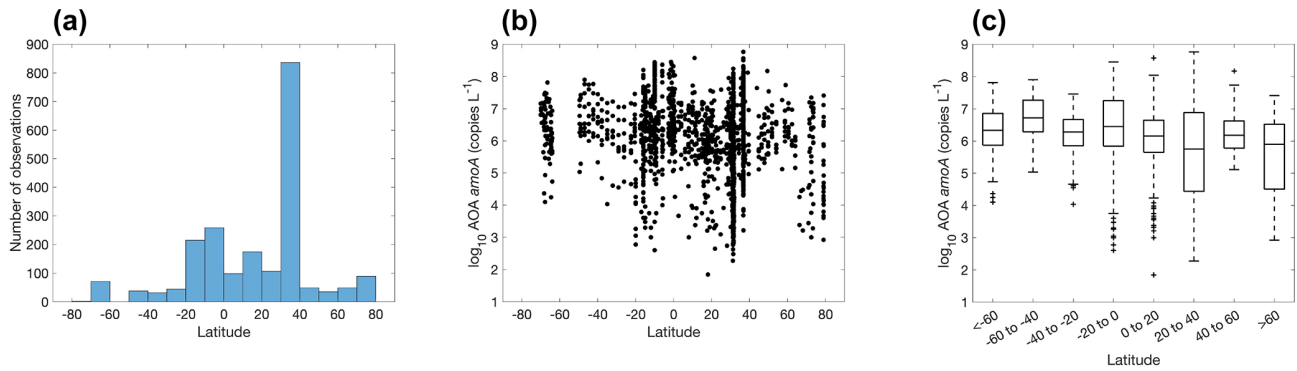 (a)
900
800
700
600
500
400
300
200
100
0
Number of observations
-80 -60 -40 -20 0 20 40 60 80
Latitude
(b)
9
8
7
6
5
4
3
2
1
log10 AOA amoA (copies L-1)
-80 -60 -40 -20 0 20 40 60 80
Latitude
(c)
9
8
7
6
5
4
3
2
1
log10 AOA amoA (copies L-1)
<-60 -60 to -40 -40 to -20 -20 to 0 0 to 20 20 to 40 40 to 60 >60
Latitude